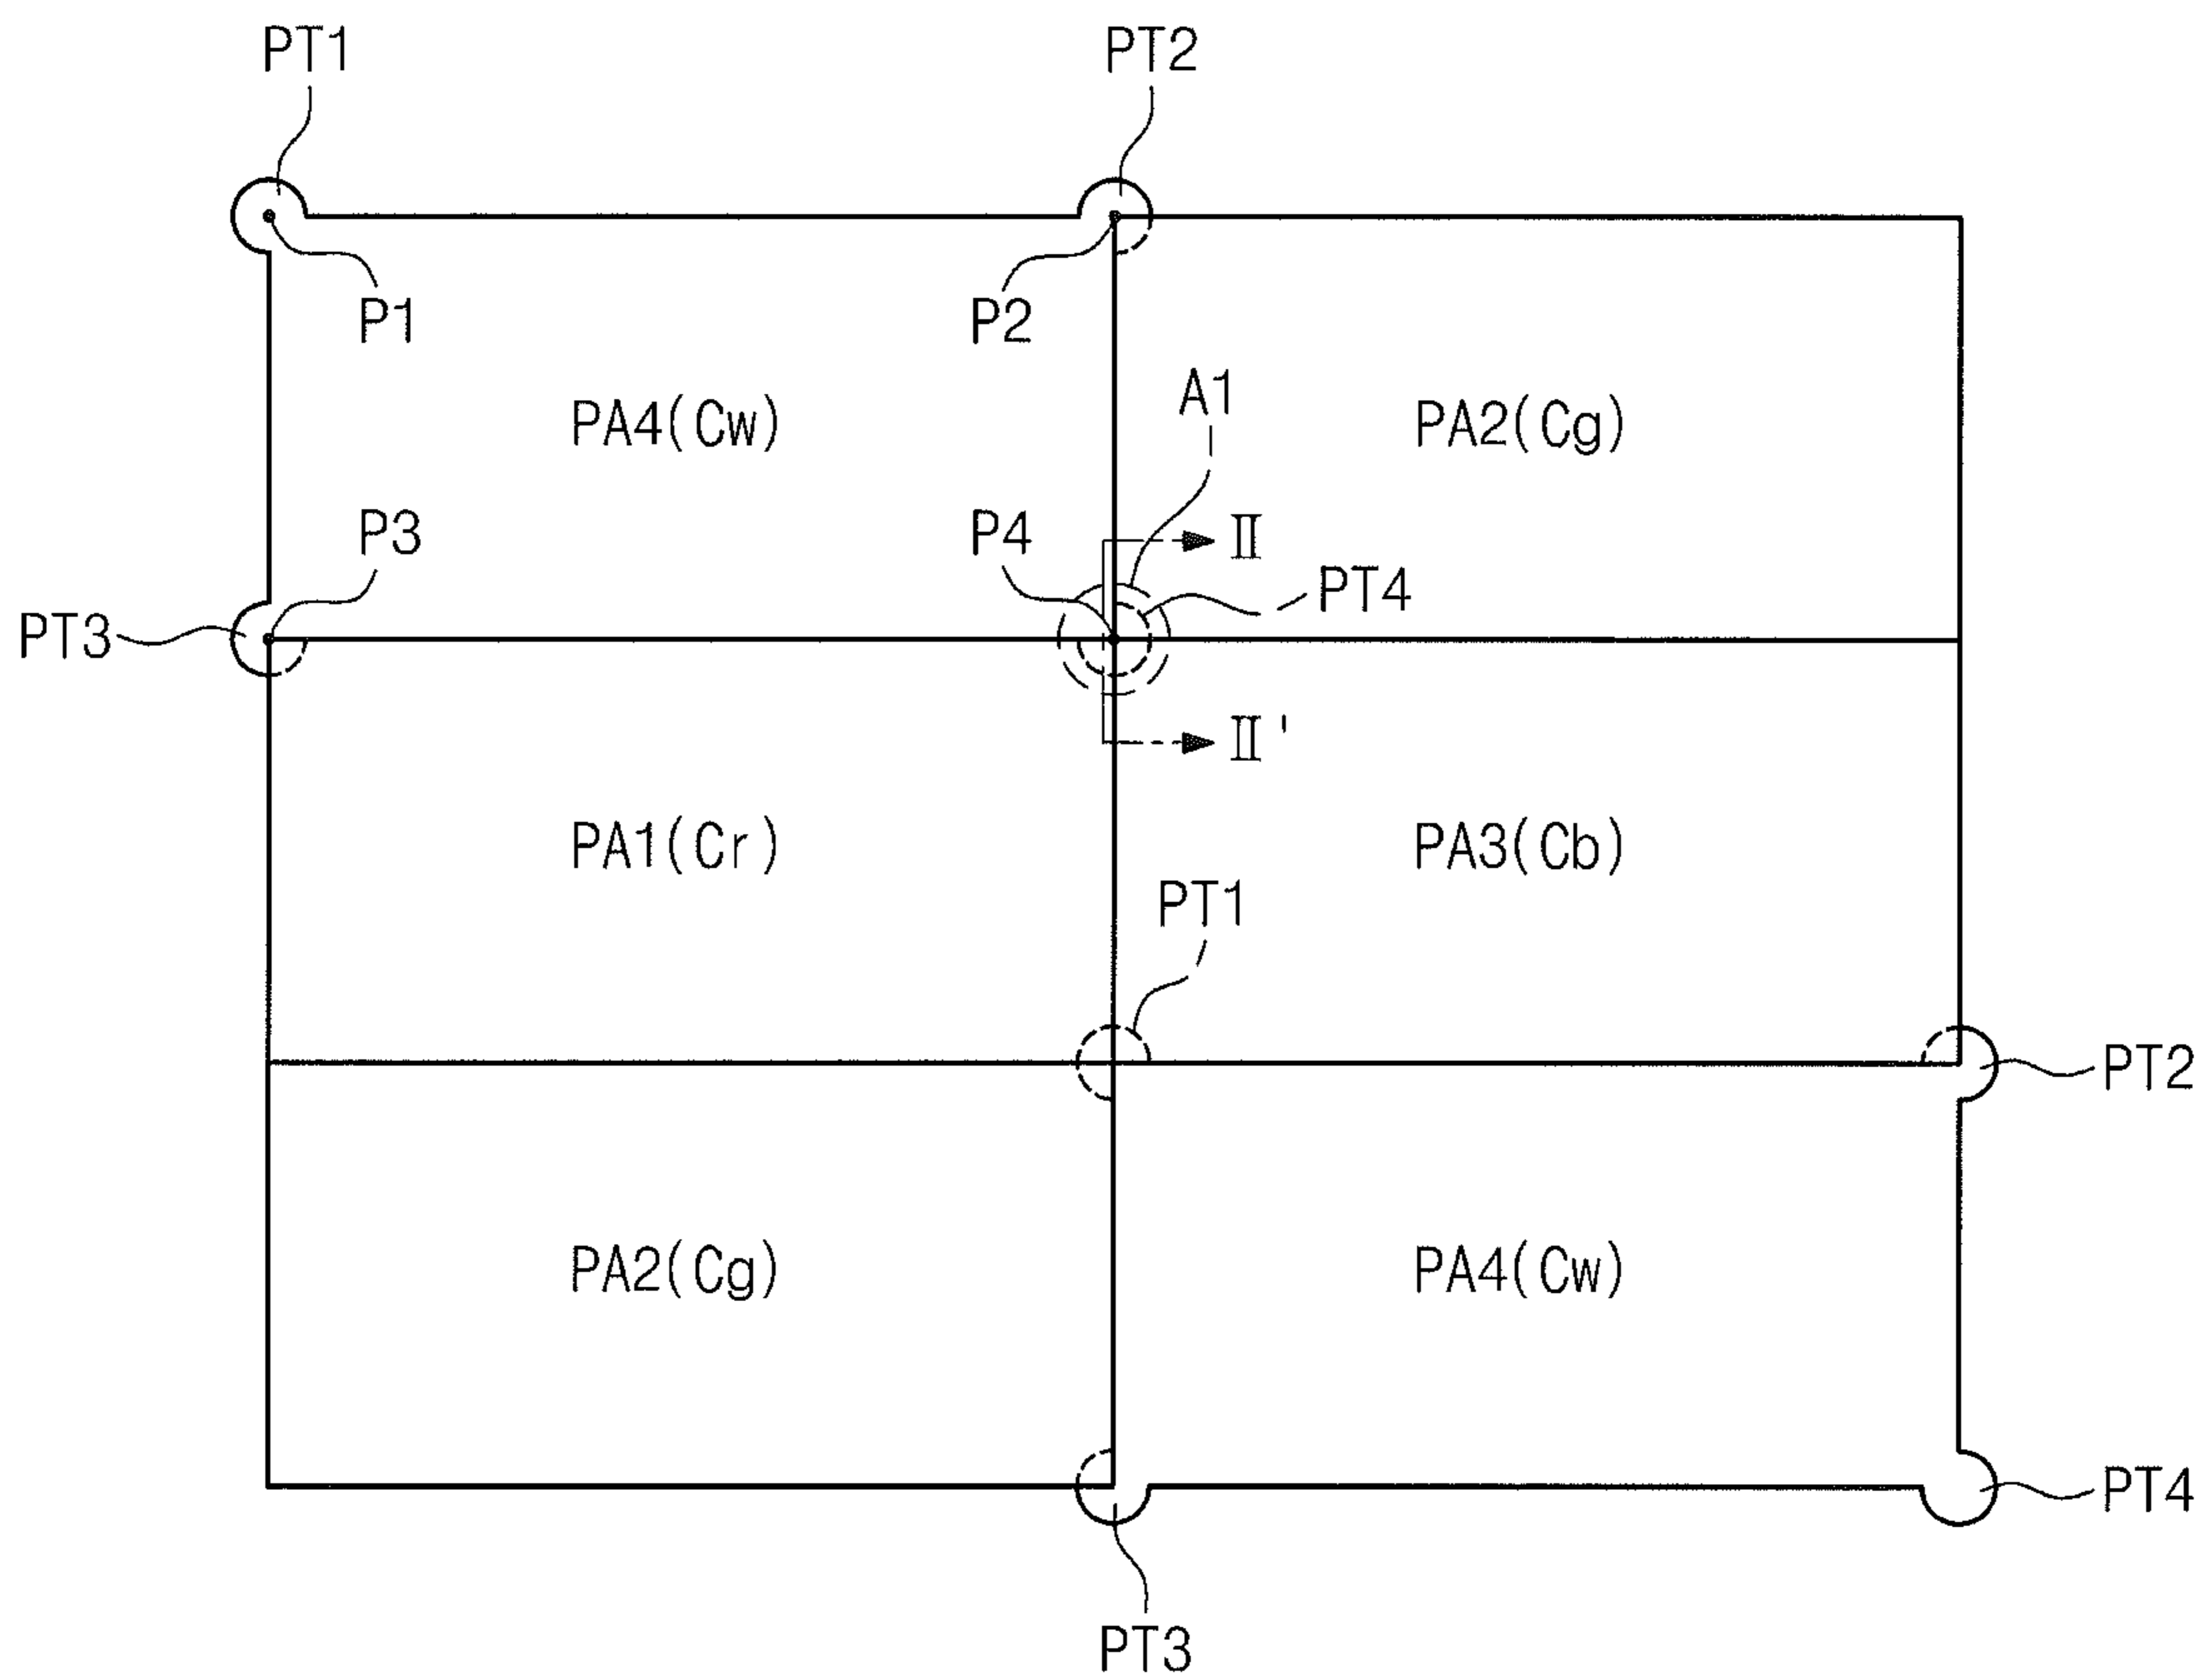 PT1 PT2
P1 P2
A1
PA4(Cw) PA2(Cg)
P3 P4 Ⅱ
PT4
PT3
Ⅱ'
PA1(Cr) PA3(Cb)
PT1
PT2
PA2(Cg) PA4(Cw)
PT4
PT3